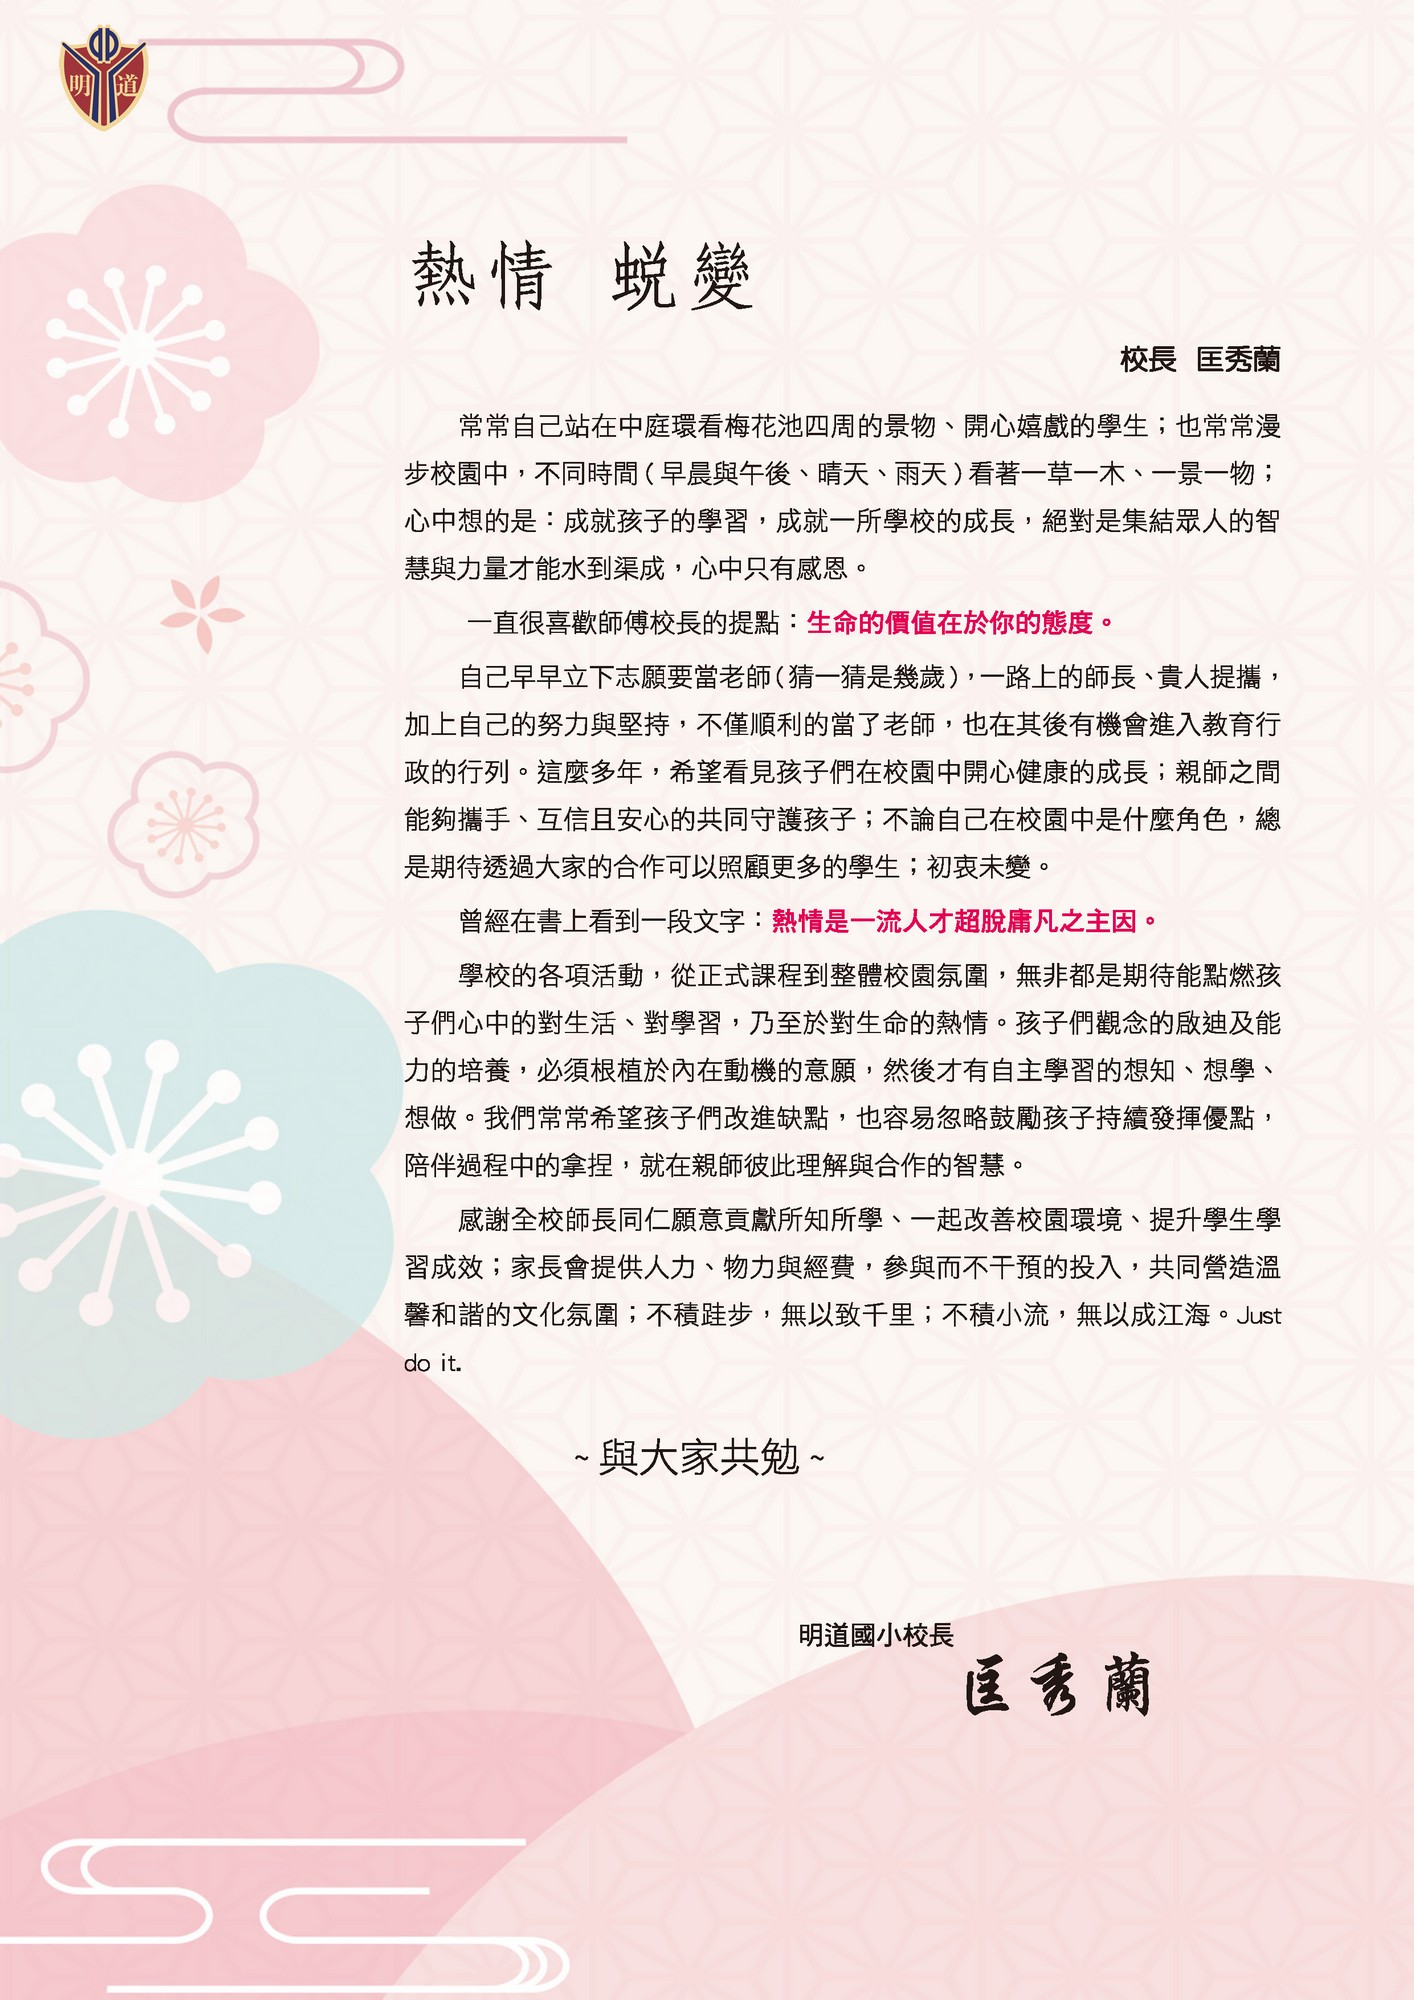 明道
熱情 蛻變
校長 匡秀蘭
常常自己站在中庭環看梅花池四周的景物、開心嬉戲的學生；也常常漫
步校園中，不同時間(早晨與午後、晴天、雨天)看著一草一木、一景一物；
心中想的是：成就孩子的學習，成就一所學校的成長，絕對是集結眾人的智
慧與力量才能水到渠成，心中只有感恩。
一直很喜歡師傅校長的提點：生命的價值在於你的態度。
自己早早立下志願要當老師(猜一猜是幾歲)，一路上的師長、貴人提攜，
加上自己的努力與堅持，不僅順利的當了老師，也在其後有機會進入教育行
政的行列。這麼多年，希望看見孩子們在校園中開心健康的成長；親師之間
能夠攜手、互信且安心的共同守護孩子；不論自己在校園中是什麼角色，總
是期待透過大家的合作可以照顧更多的學生；初衷未變。
曾經在書上看到一段文字：熱情是一流人才超脫庸凡之主因。
學校的各項活動，從正式課程到整體校園氛圍，無非都是期待能點燃孩
子們心中的對生活、對學習，乃至於對生命的熱情。孩子們觀念的啟迪及能
力的培養，必須根植於內在動機的意願，然後才有自主學習的想知、想學、
想做。我們常常希望孩子們改進缺點，也容易忽略鼓勵孩子持續發揮優點，
陪伴過程中的拿捏，就在親師彼此理解與合作的智慧。
感謝全校師長同仁願意貢獻所知所學、一起改善校園環境、提升學生學
習成效；家長會提供人力、物力與經費，參與而不干預的投入，共同營造溫
馨和諧的文化氛圍；不積跬步，無以致千里；不積小流，無以成江海。Just
do it.
~與大家共勉~
明道國小校長
匡秀蘭